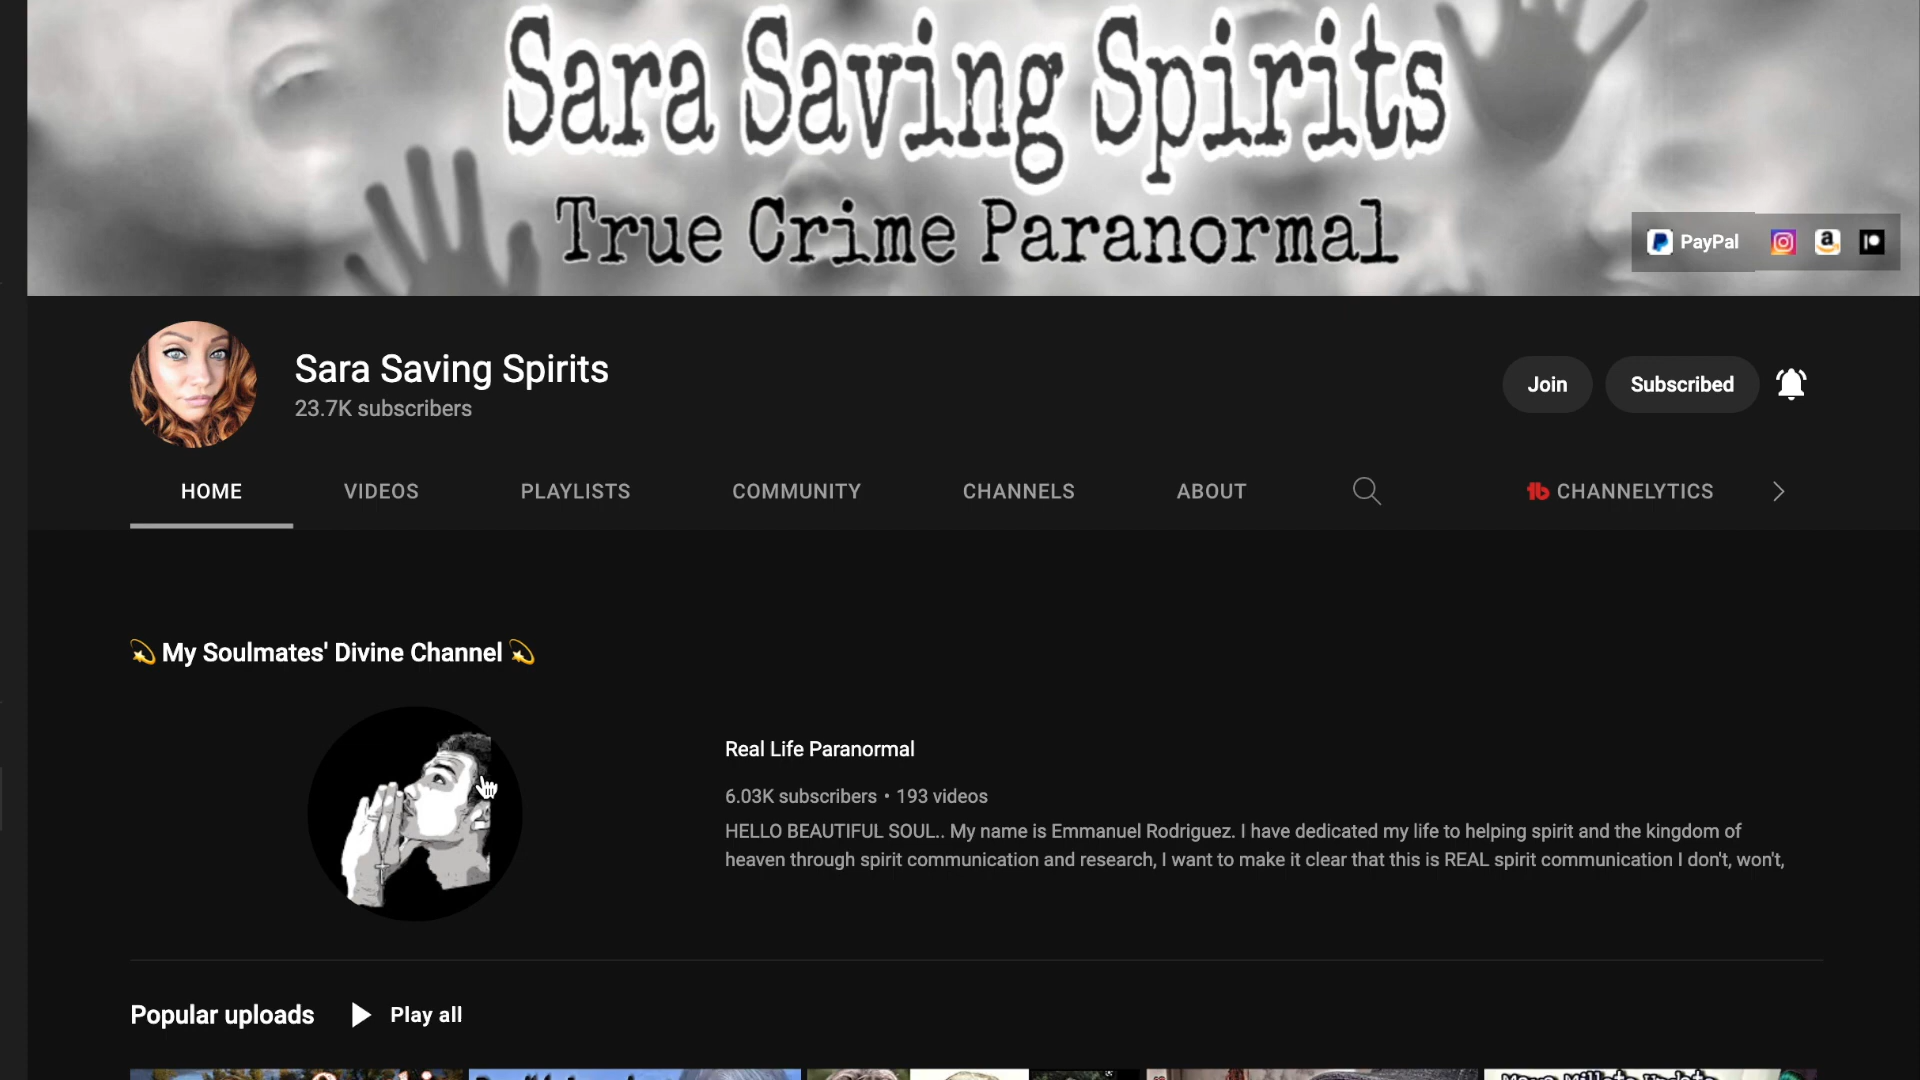 Sara Saving Spirits
True Crime Paranormal
PayPal
Sara Saving Spirits
23.7K subscribers
Join
Subscribed
HOME
VIDEOS
PLAYLISTS
COMMUNITY
CHANNELS
ABOUT
CHANNELYTICS
My Soulmates' Divine Channel
Real Life Paranormal
6.03K subscribers • 193 videos
HELLO BEAUTIFUL SOUL.. My name is Emmanuel Rodriguez. I have dedicated my life to helping spirit and the kingdom of
heaven through spirit communication and research, I want to make it clear that this is REAL spirit communication I don't, won't,
Popular uploads
Play all